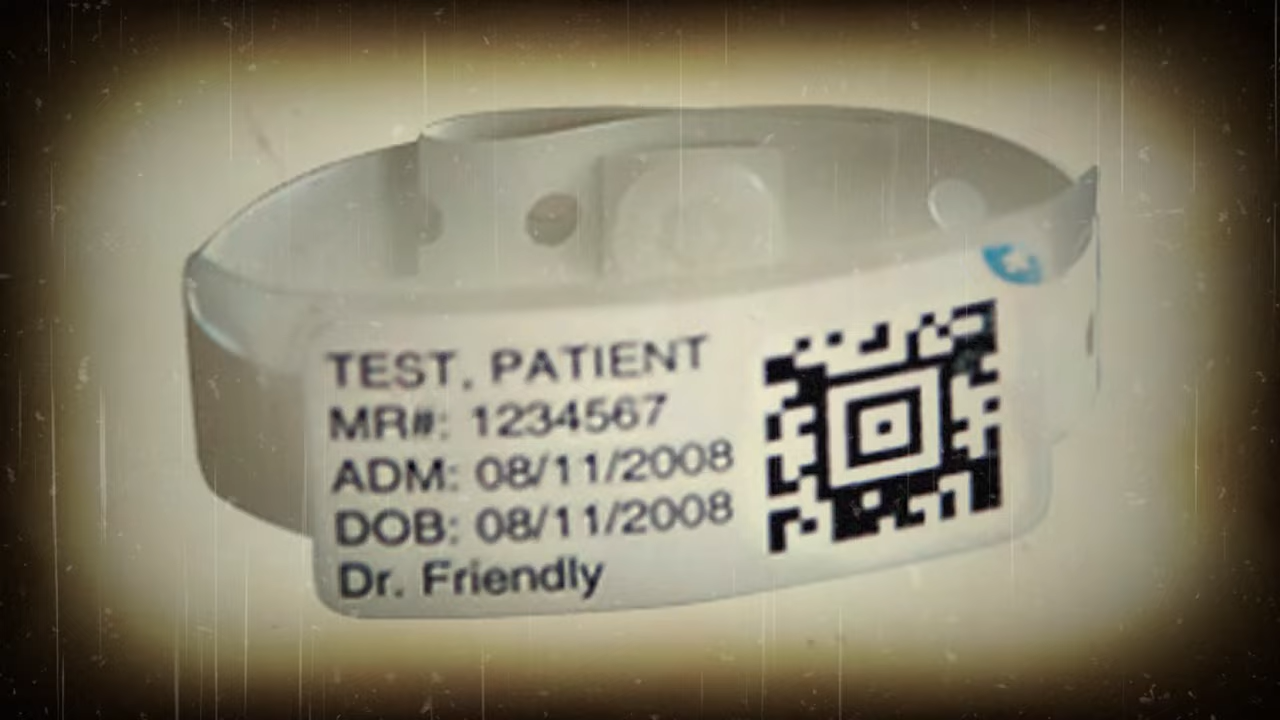 TEST, PATIENT
MR#: 1234567
ADM: 08/11/2008
DOB: 08/11/2008
Dr. Friendly